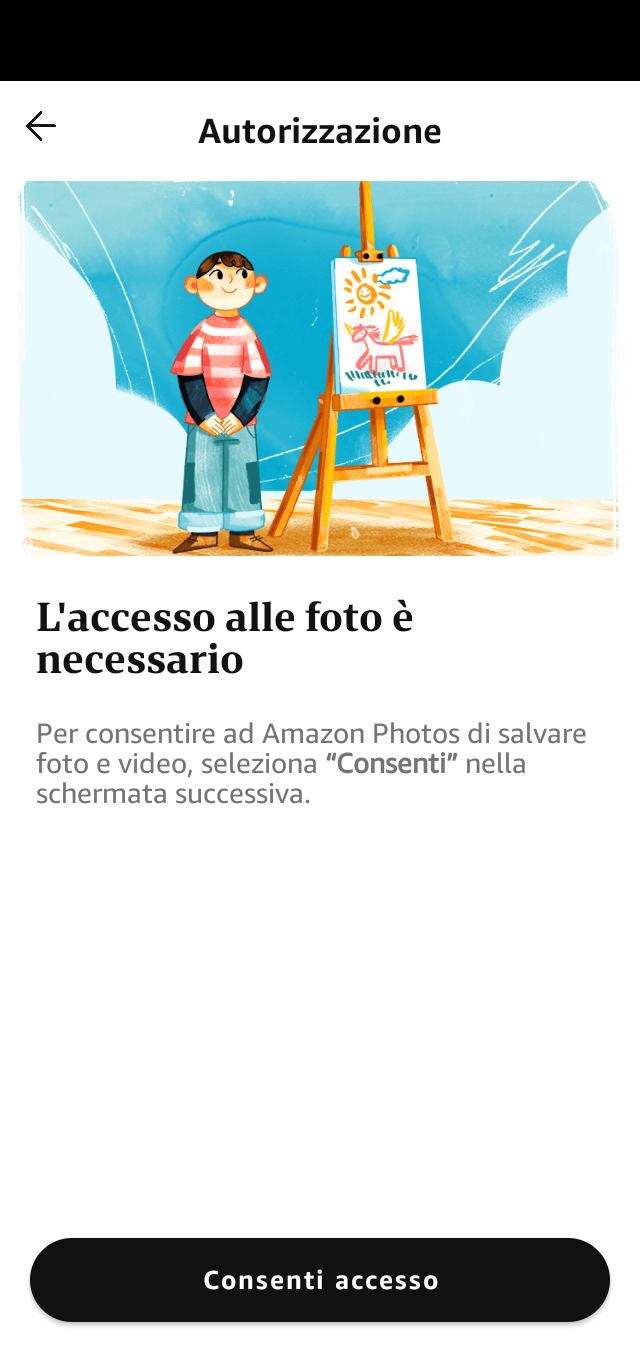 Autorizzazione
L'accesso alle foto è
necessario
Per consentire ad Amazon Photos di salvare
foto e video, seleziona “Consenti” nella
schermata successiva.
Consenti accesso